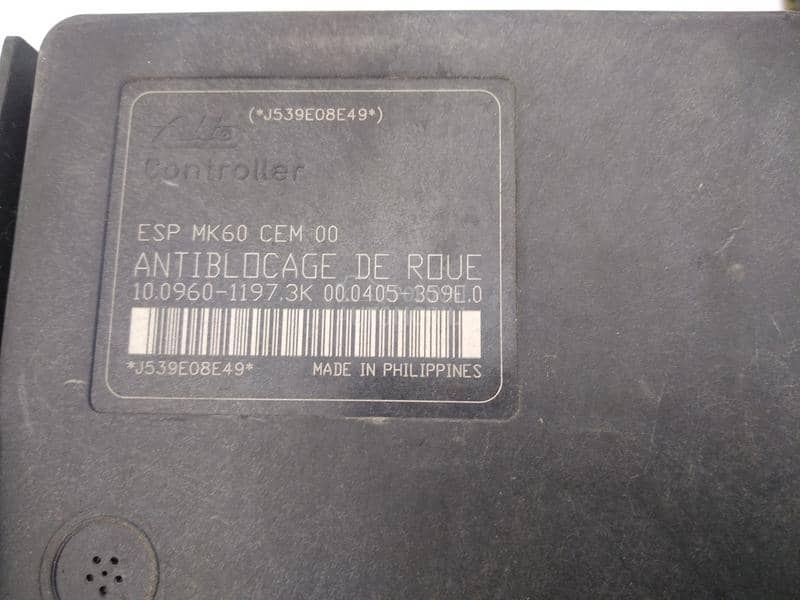 (*J539E08E49*)
Controller
ESP MK60 CEM 00
ANTIBLOCAGE DE ROUE
10.0960-1197.3K 00.0405-359E.0
*J539E08E49* MADE IN PHILIPPINES